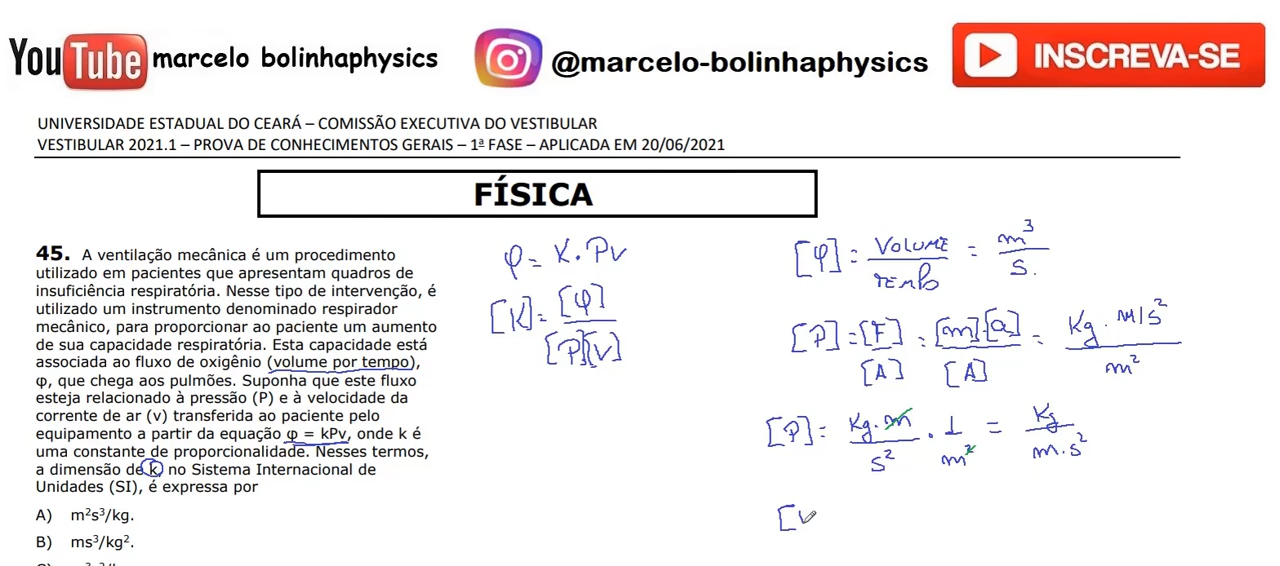 YouTube marcelo bolinhaphysics @marcelo-bolinhaphysics INSCREVA-SE
UNIVERSIDADE ESTADUAL DO CEARÁ – COMISSÃO EXECUTIVA DO VESTIBULAR
VESTIBULAR 2021.1 – PROVA DE CONHECIMENTOS GERAIS – 1ª FASE – APLICADA EM 20/06/2021
FÍSICA
45. A ventilação mecânica é um procedimento
utilizado em pacientes que apresentam quadros de
insuficiência respiratória. Nesse tipo de intervenção, é
utilizado um instrumento denominado respirador
mecânico, para proporcionar ao paciente um aumento
de sua capacidade respiratória. Esta capacidade está
associada ao fluxo de oxigênio (volume por tempo),
φ, que chega aos pulmões. Suponha que este fluxo
esteja relacionado à pressão (P) e à velocidade da
corrente de ar (v) transferida ao paciente pelo
equipamento a partir da equação φ = kPv, onde k é
uma constante de proporcionalidade. Nesses termos,
a dimensão de k, no Sistema Internacional de
Unidades (SI), é expressa por
A) m²s³/kg.
B) ms³/kg².
φ = K . Pv
[K] = [φ] / [P][v]
[φ] = VOLUME / TEMPO = m³ / s.
[P] = [F] / [A] = [m].[a] / [A] = Kg . m/s² / m²
[P] = Kg . m / s² . 1 / m² = Kg / m . s²
[v